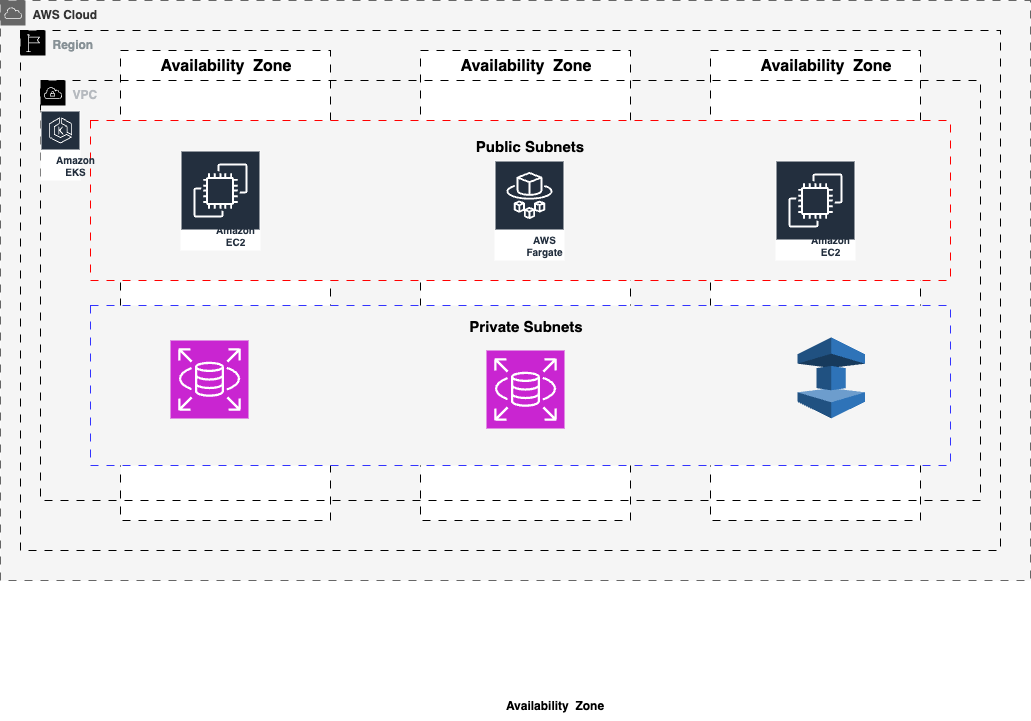 AWS Cloud
Region
Availability Zone
Availability Zone
Availability Zone
VPC
Amazon
EKS
Public Subnets
Amazon
EC2
AWS
Fargate
Amazon
EC2
Private Subnets
Availability Zone